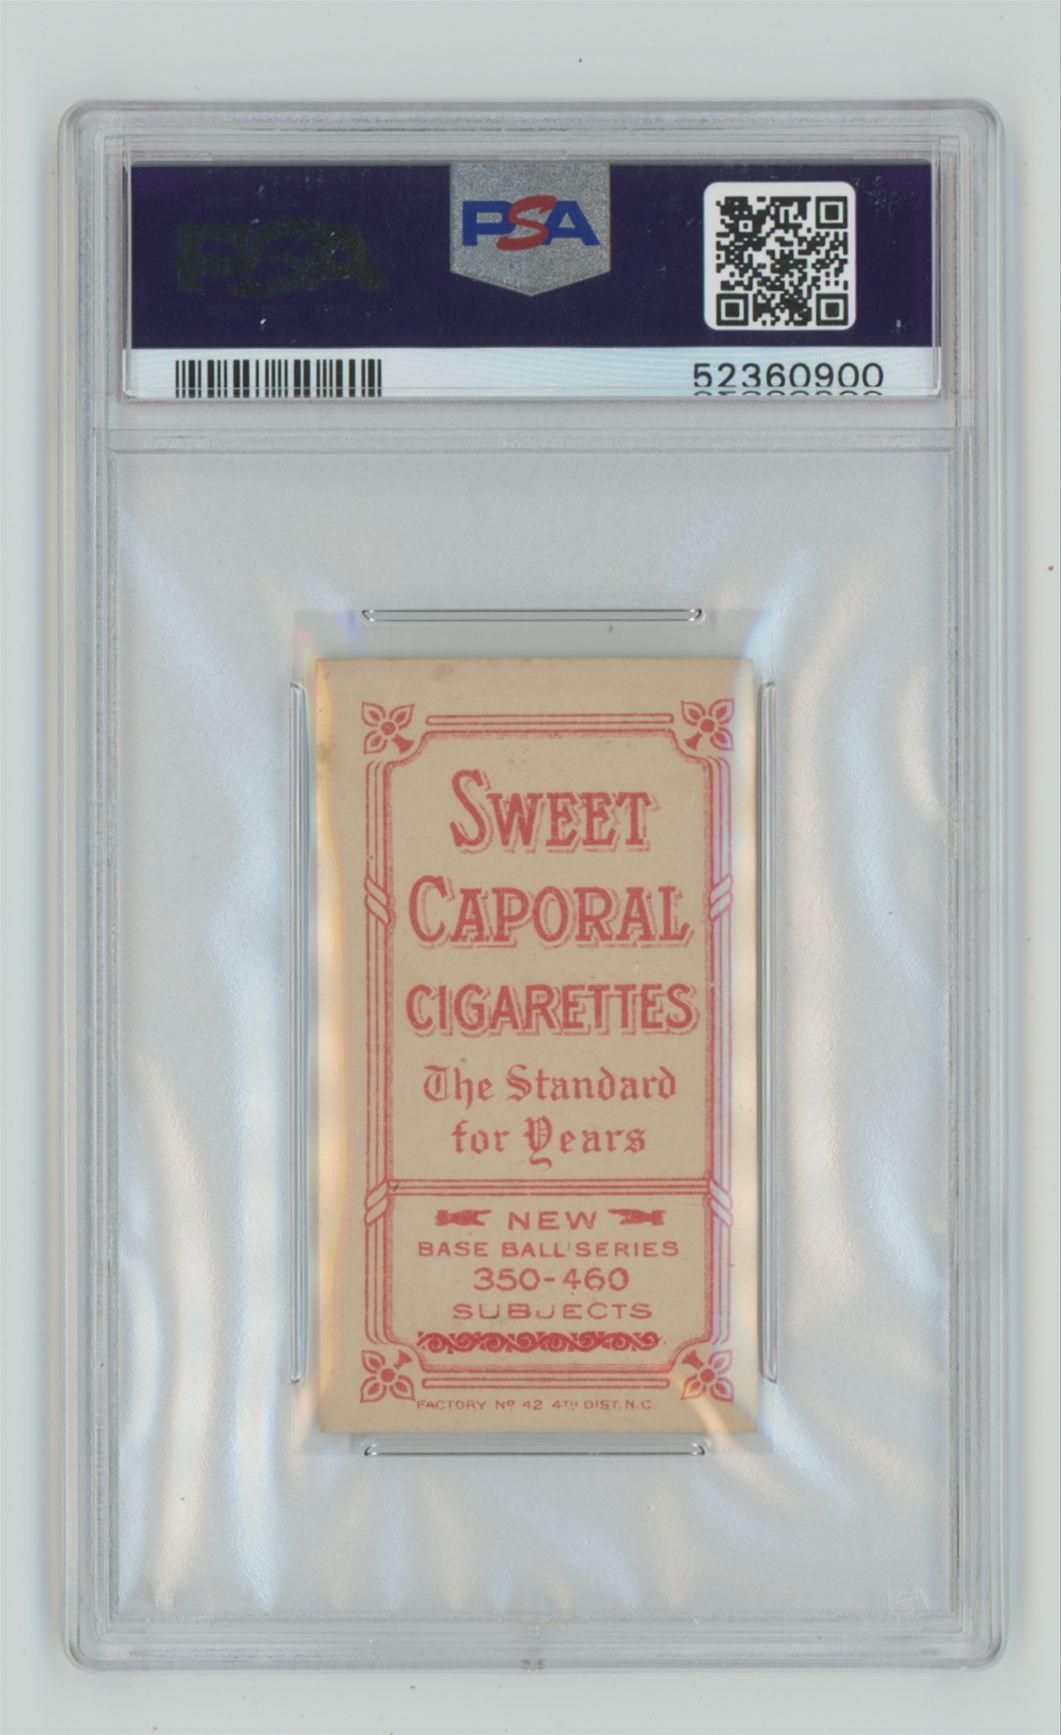 PSA
PSA
52360900
SWEET
CAPORAL
CIGARETTES
The Standard
for Years
NEW
BASE BALL SERIES
350-460
SUBJECTS
FACTORY Nº 42 4TH DIST. N.C.